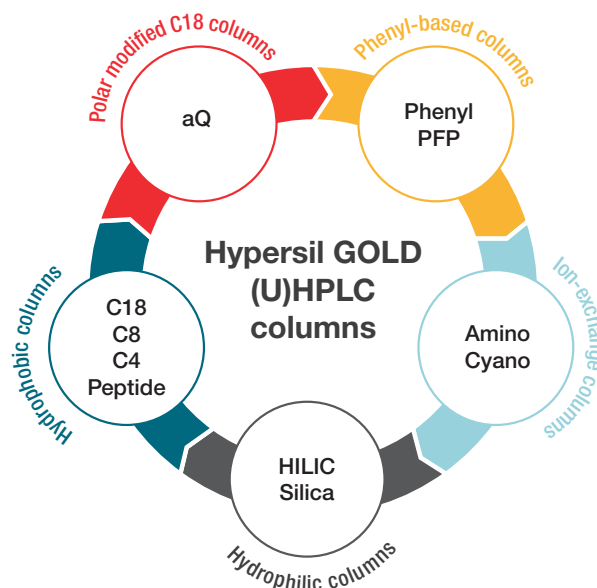 Polar modified C18 columns
aQ
Phenyl-based columns
Phenyl
PFP
Hypersil GOLD
(U)HPLC
columns
Hydrophobic columns
C18
C8
C4
Peptide
Ion-exchange columns
Amino
Cyano
HILIC
Silica
Hydrophilic columns